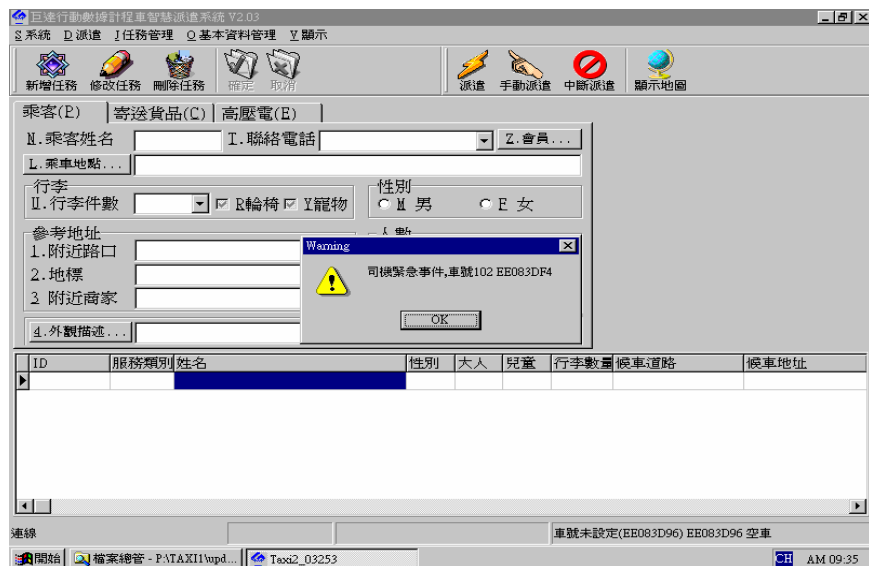 巨達行動數據計程車智慧派遣系統 V2.03
S系統 D派遣 J任務管理 O基本資料管理 Y顯示
新增任務 修改任務 刪除任務 確定 取消 派遣 手動派遣 中斷派遣 顯示地圖
乘客(P) 寄送貨品(C) 高壓電(E)
N.乘客姓名 T.聯絡電話 Z.會員...
L.乘車地點...
行李 性別
U.行李件數 R輪椅 Y寵物 M 男 F 女
參考地址 人數
1.附近路口
2.地標
3 附近商家
4.外觀描述...
Warning
司機緊急事件,車號102 EE083DF4
OK
ID 服務類別 姓名 性別 大人 兒童 行李數量 候車道路 候車地址
連線 車號未設定(EE083D96) EE083D96 空車
開始 檔案總管 - P:\TAXI1\upd... Taxi2_03253 CH AM 09:35